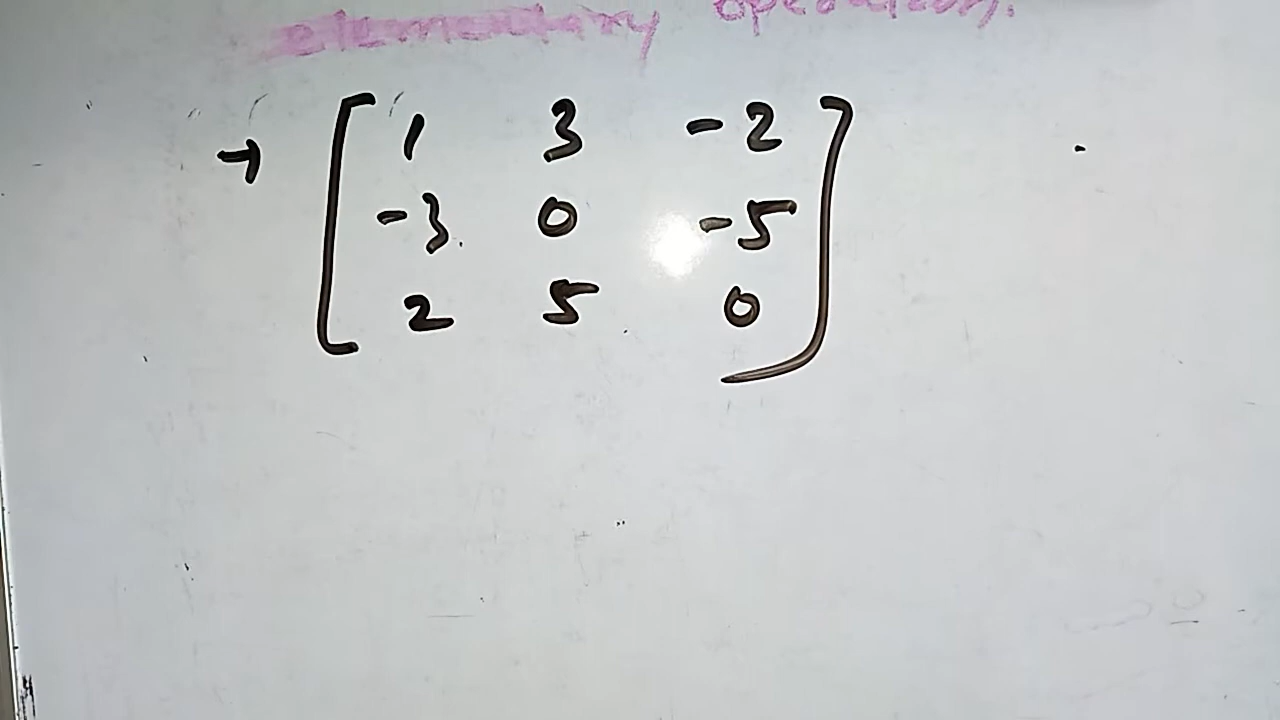 elementary operation.
→ [ 1 3 -2
-3 0 -5
2 5 0 ]